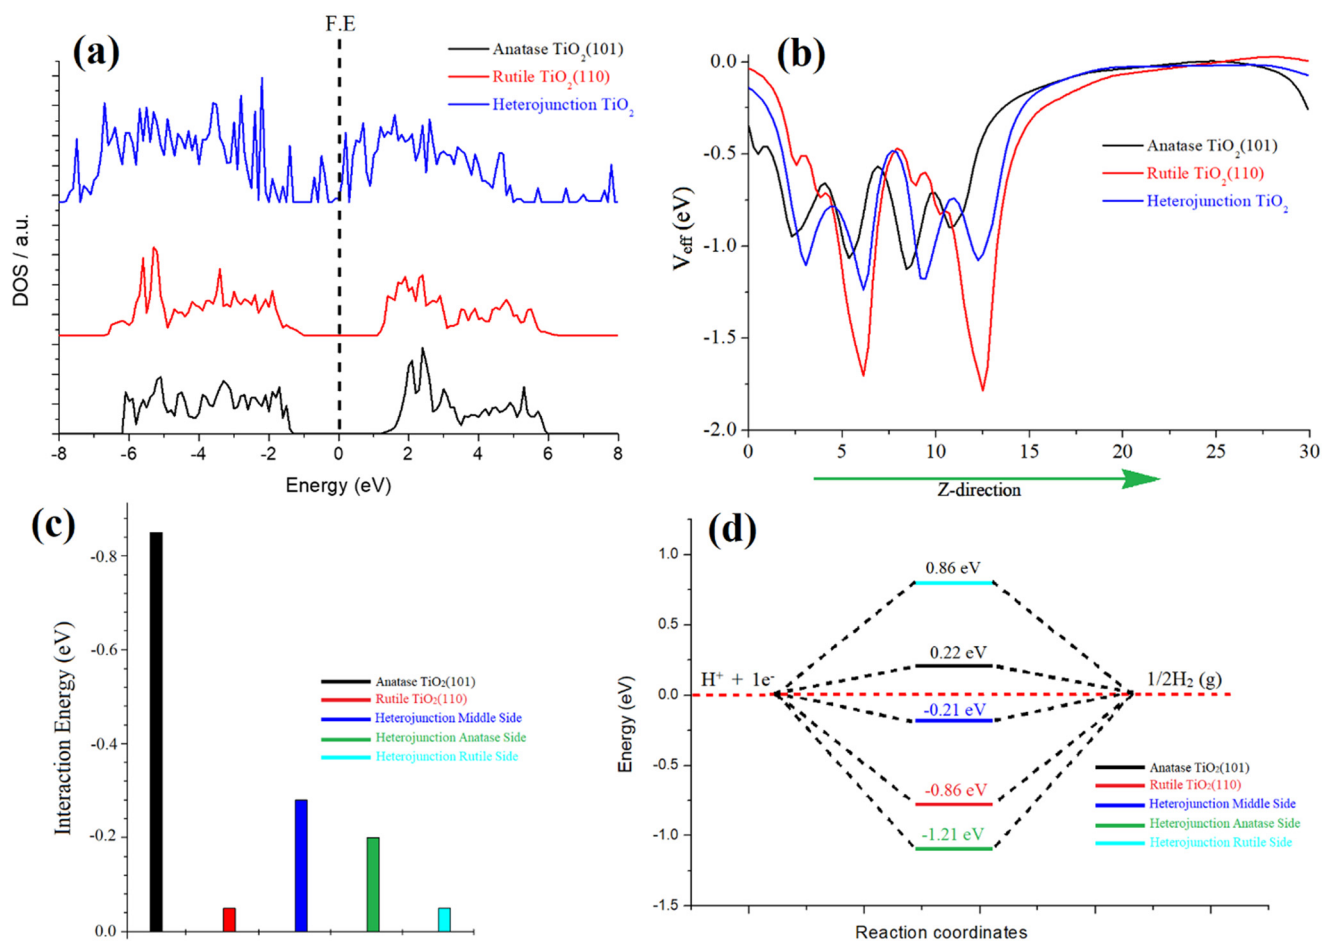 (a)
F.E
Anatase TiO2(101)
Rutile TiO2(110)
Heterojunction TiO2
DOS / a.u.
-8 -6 -4 -2 0 2 4 6 8
Energy (eV)
(b)
0.0
-0.5
-1.0
-1.5
-2.0
Veff (eV)
Anatase TiO2(101)
Rutile TiO2(110)
Heterojunction TiO2
0 5 10 15 20 25 30
Z-direction
(c)
-0.8
-0.6
-0.4
-0.2
0.0
Interaction Energy (eV)
Anatase TiO2(101)
Rutile TiO2(110)
Heterojunction Middle Side
Heterojunction Anatase Side
Heterojunction Rutile Side
(d)
1.0
0.5
0.0
-0.5
-1.0
-1.5
Energy (eV)
0.86 eV
0.22 eV
H+ + 1e-
1/2H2 (g)
-0.21 eV
-0.86 eV
-1.21 eV
Anatase TiO2(101)
Rutile TiO2(110)
Heterojunction Middle Side
Heterojunction Anatase Side
Heterojunction Rutile Side
Reaction coordinates